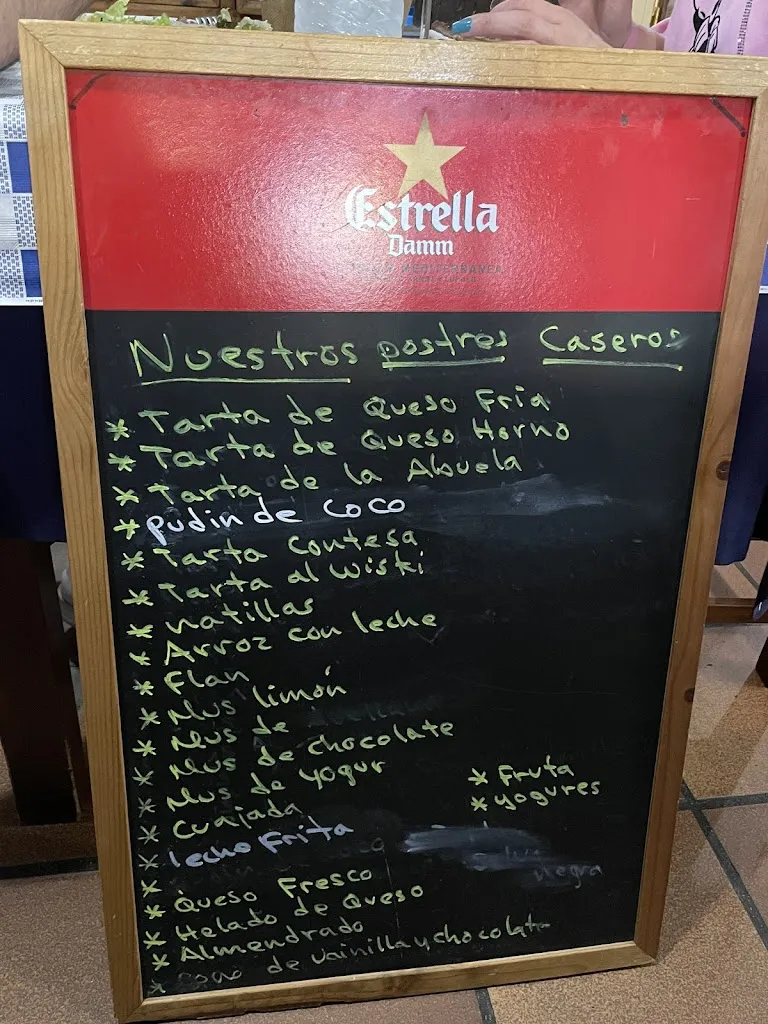 Estrella
Damm
Nuestros postres Caseros
* Tarta de Queso Fria
* Tarta de Queso Horno
* Tarta de la Abuela
* pudin de coco
* Tarta contesa
* Tarta al wiski
* natillas
* Arroz con leche
* Flan
* Mus limón
* Mus de
* Mus de chocolate
* Mus de yogur
* Cuajada
* leche Frita
*
* Queso Fresco
* Helado de Queso
* Almendrado
* Cono de vainilla y chocolate
* Fruta
* yogures
negra